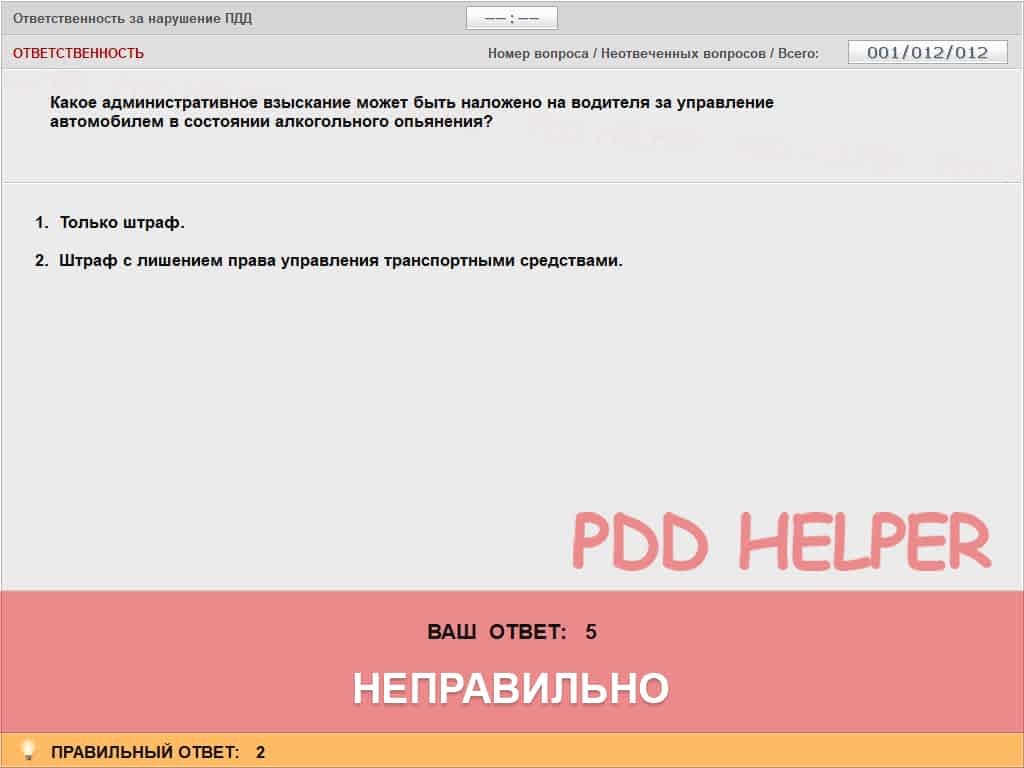 Ответственность за нарушение ПДД
—— : ——
ОТВЕТСТВЕННОСТЬ
Номер вопроса / Неотвеченных вопросов / Всего: 001/012/012
Какое административное взыскание может быть наложено на водителя за управление
автомобилем в состоянии алкогольного опьянения?
1. Только штраф.
2. Штраф с лишением права управления транспортными средствами.
PDD HELPER
ВАШ ОТВЕТ: 5
НЕПРАВИЛЬНО
ПРАВИЛЬНЫЙ ОТВЕТ: 2